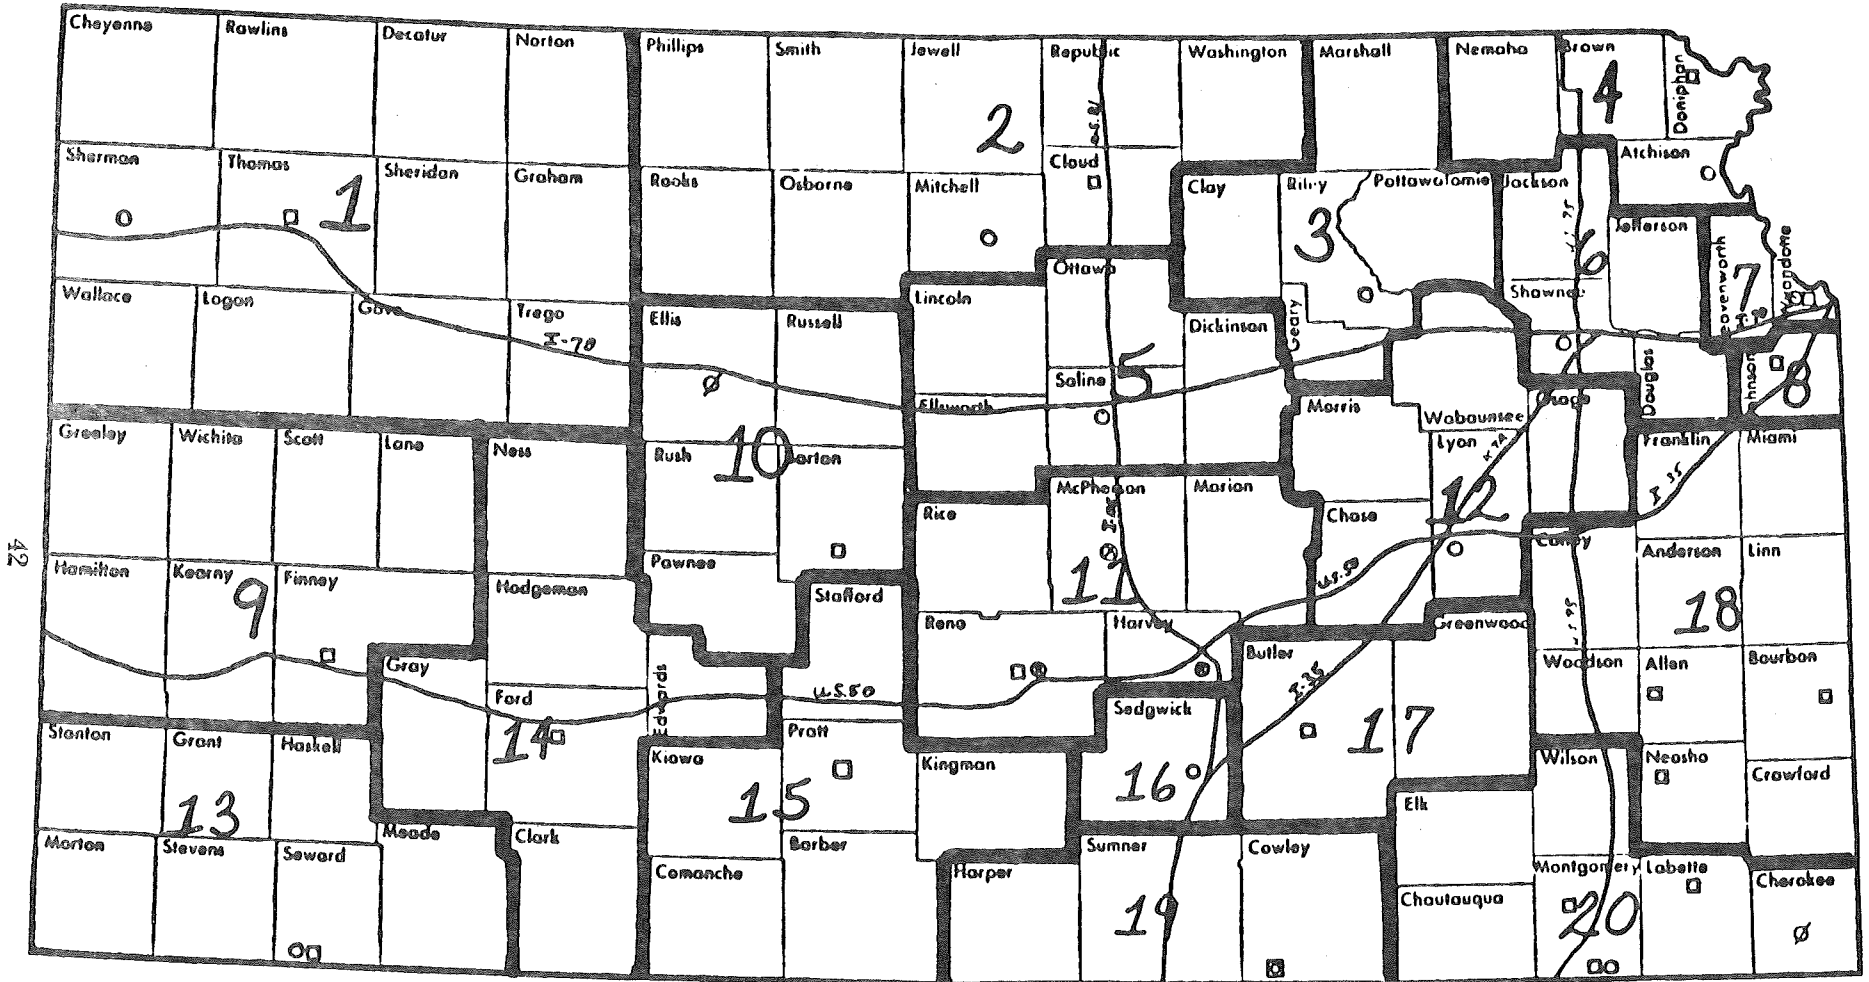 Cheyenne Rawlins Decatur Norton Phillips Smith Jewell Republic Washington Marshall Nemaha Brown
Doniphan
4
2
U.S. 81
Sherman Thomas Sheridan Graham Rooks Osborne Mitchell Cloud Clay Riley Pottawatomie Jackson Atchison
1
3
6
Jefferson
Leavenworth
Wyandotte
7
Wallace Logan Gove Trego Ellis Russell Lincoln Ottawa Dickinson Geary Shawnee
I-70
I-70
5
Saline
Ellsworth
Morris
Wabaunsee
Osage
Douglas
Johnson
8
Greeley Wichita Scott Lane Ness Rush Barton
10
Lyon
Franklin Miami
I 35
12
McPherson Marion
Rice
Chase
42
Hamilton Kearny Finney Hodgeman Pawnee Stafford
9
11
U.S. 50
Coffey
Anderson Linn
18
Reno Harvey
Greenwood
Gray
Ford
Edwards
U.S. 50
Butler
I-35
Woodson Allen Bourbon
Stanton Grant Haskell
14
Kiowa
Pratt
Kingman
Sedgwick
17
Wilson
Neosho
Crawford
13
15
16
Elk
Morton Stevens Seward
Meade
Clark
Comanche
Barber
Harper
Sumner
Cowley
Chautauqua
Montgomery Labette
Cherokee
19
20